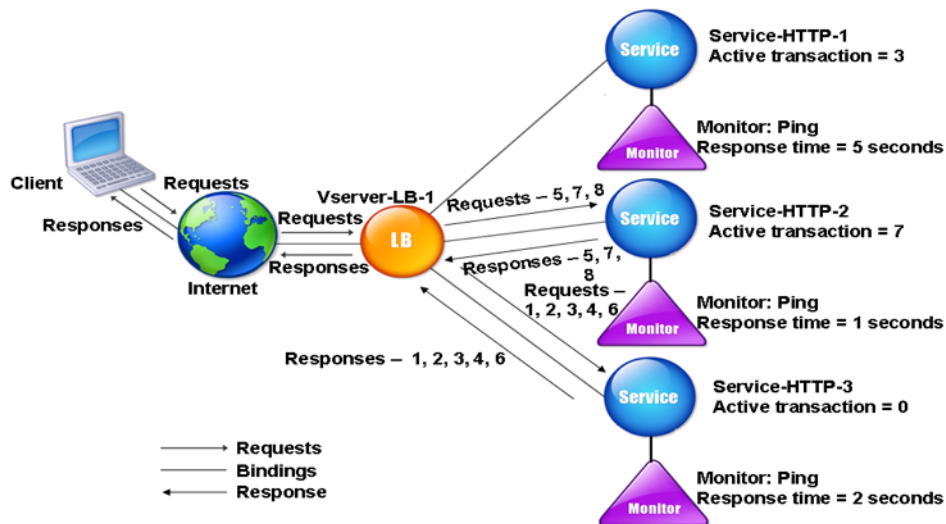 Service
Service-HTTP-1
Active transaction = 3
Monitor
Monitor: Ping
Response time = 5 seconds
Client
Requests
Responses
Internet
Vserver-LB-1
Requests
LB
Responses
Requests – 5, 7, 8
Responses – 5, 7,
8
Service
Service-HTTP-2
Active transaction = 7
Requests –
1, 2, 3, 4, 6
Monitor
Monitor: Ping
Response time = 1 seconds
Responses – 1, 2, 3, 4, 6
Service
Service-HTTP-3
Active transaction = 0
Monitor
Monitor: Ping
Response time = 2 seconds
Requests
Bindings
Response